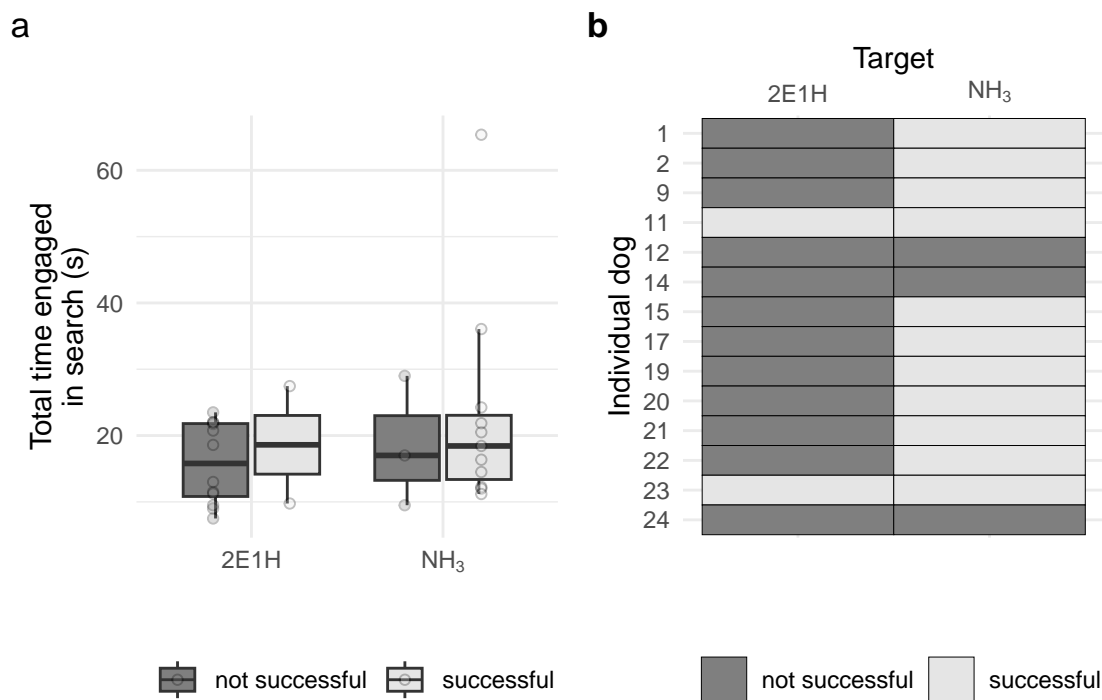 a
Total time engaged
in search (s)
60
40
20
2E1H
NH₃
not successful
successful
b
Target
2E1H
NH₃
Individual dog
1
2
9
11
12
14
15
17
19
20
21
22
23
24
not successful
successful